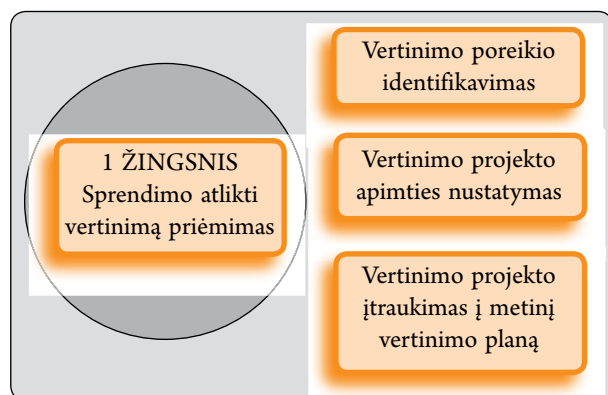 1 ŽINGSNIS
Sprendimo atlikti
vertinimą priėmimas
Vertinimo poreikio
identifikavimas
Vertinimo projekto
apimties nustatymas
Vertinimo projekto
įtraukimas į metinį
vertinimo planą